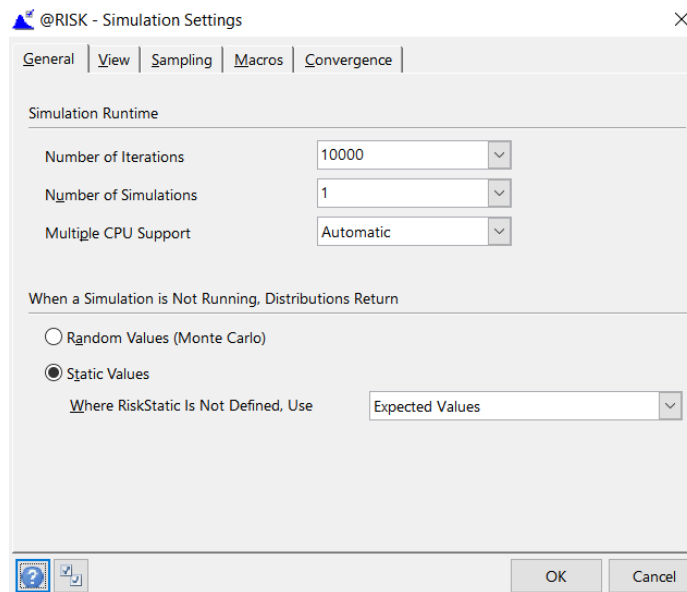 @RISK - Simulation Settings
General View Sampling Macros Convergence
Simulation Runtime
Number of Iterations 10000
Number of Simulations 1
Multiple CPU Support Automatic
When a Simulation is Not Running, Distributions Return
Random Values (Monte Carlo)
Static Values
Where RiskStatic Is Not Defined, Use Expected Values
? OK Cancel